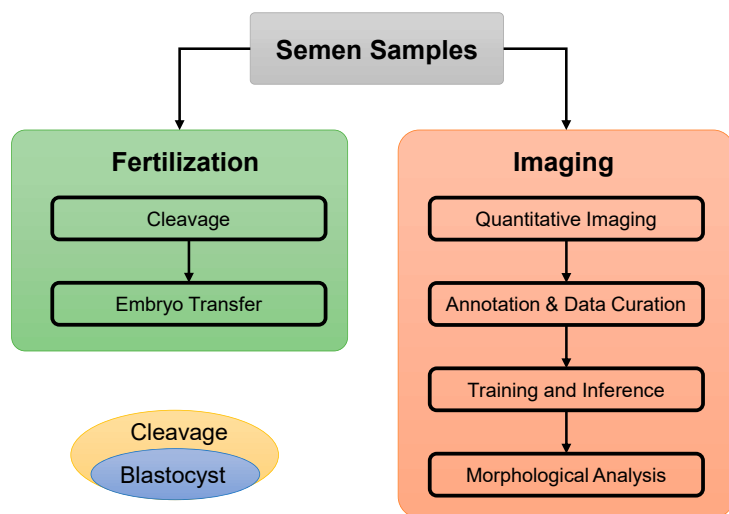 Semen Samples
Fertilization
Cleavage
Embryo Transfer
Imaging
Quantitative Imaging
Annotation & Data Curation
Training and Inference
Morphological Analysis
Cleavage
Blastocyst